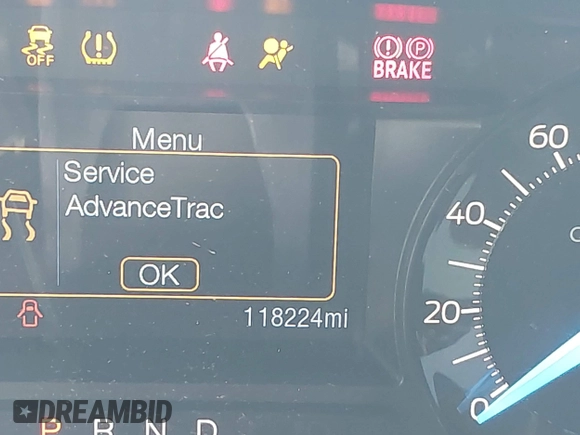 OFF
BRAKE
Menu
Service
AdvanceTrac
OK
118224mi
60
40
20
0
P R N D
DREAMBID